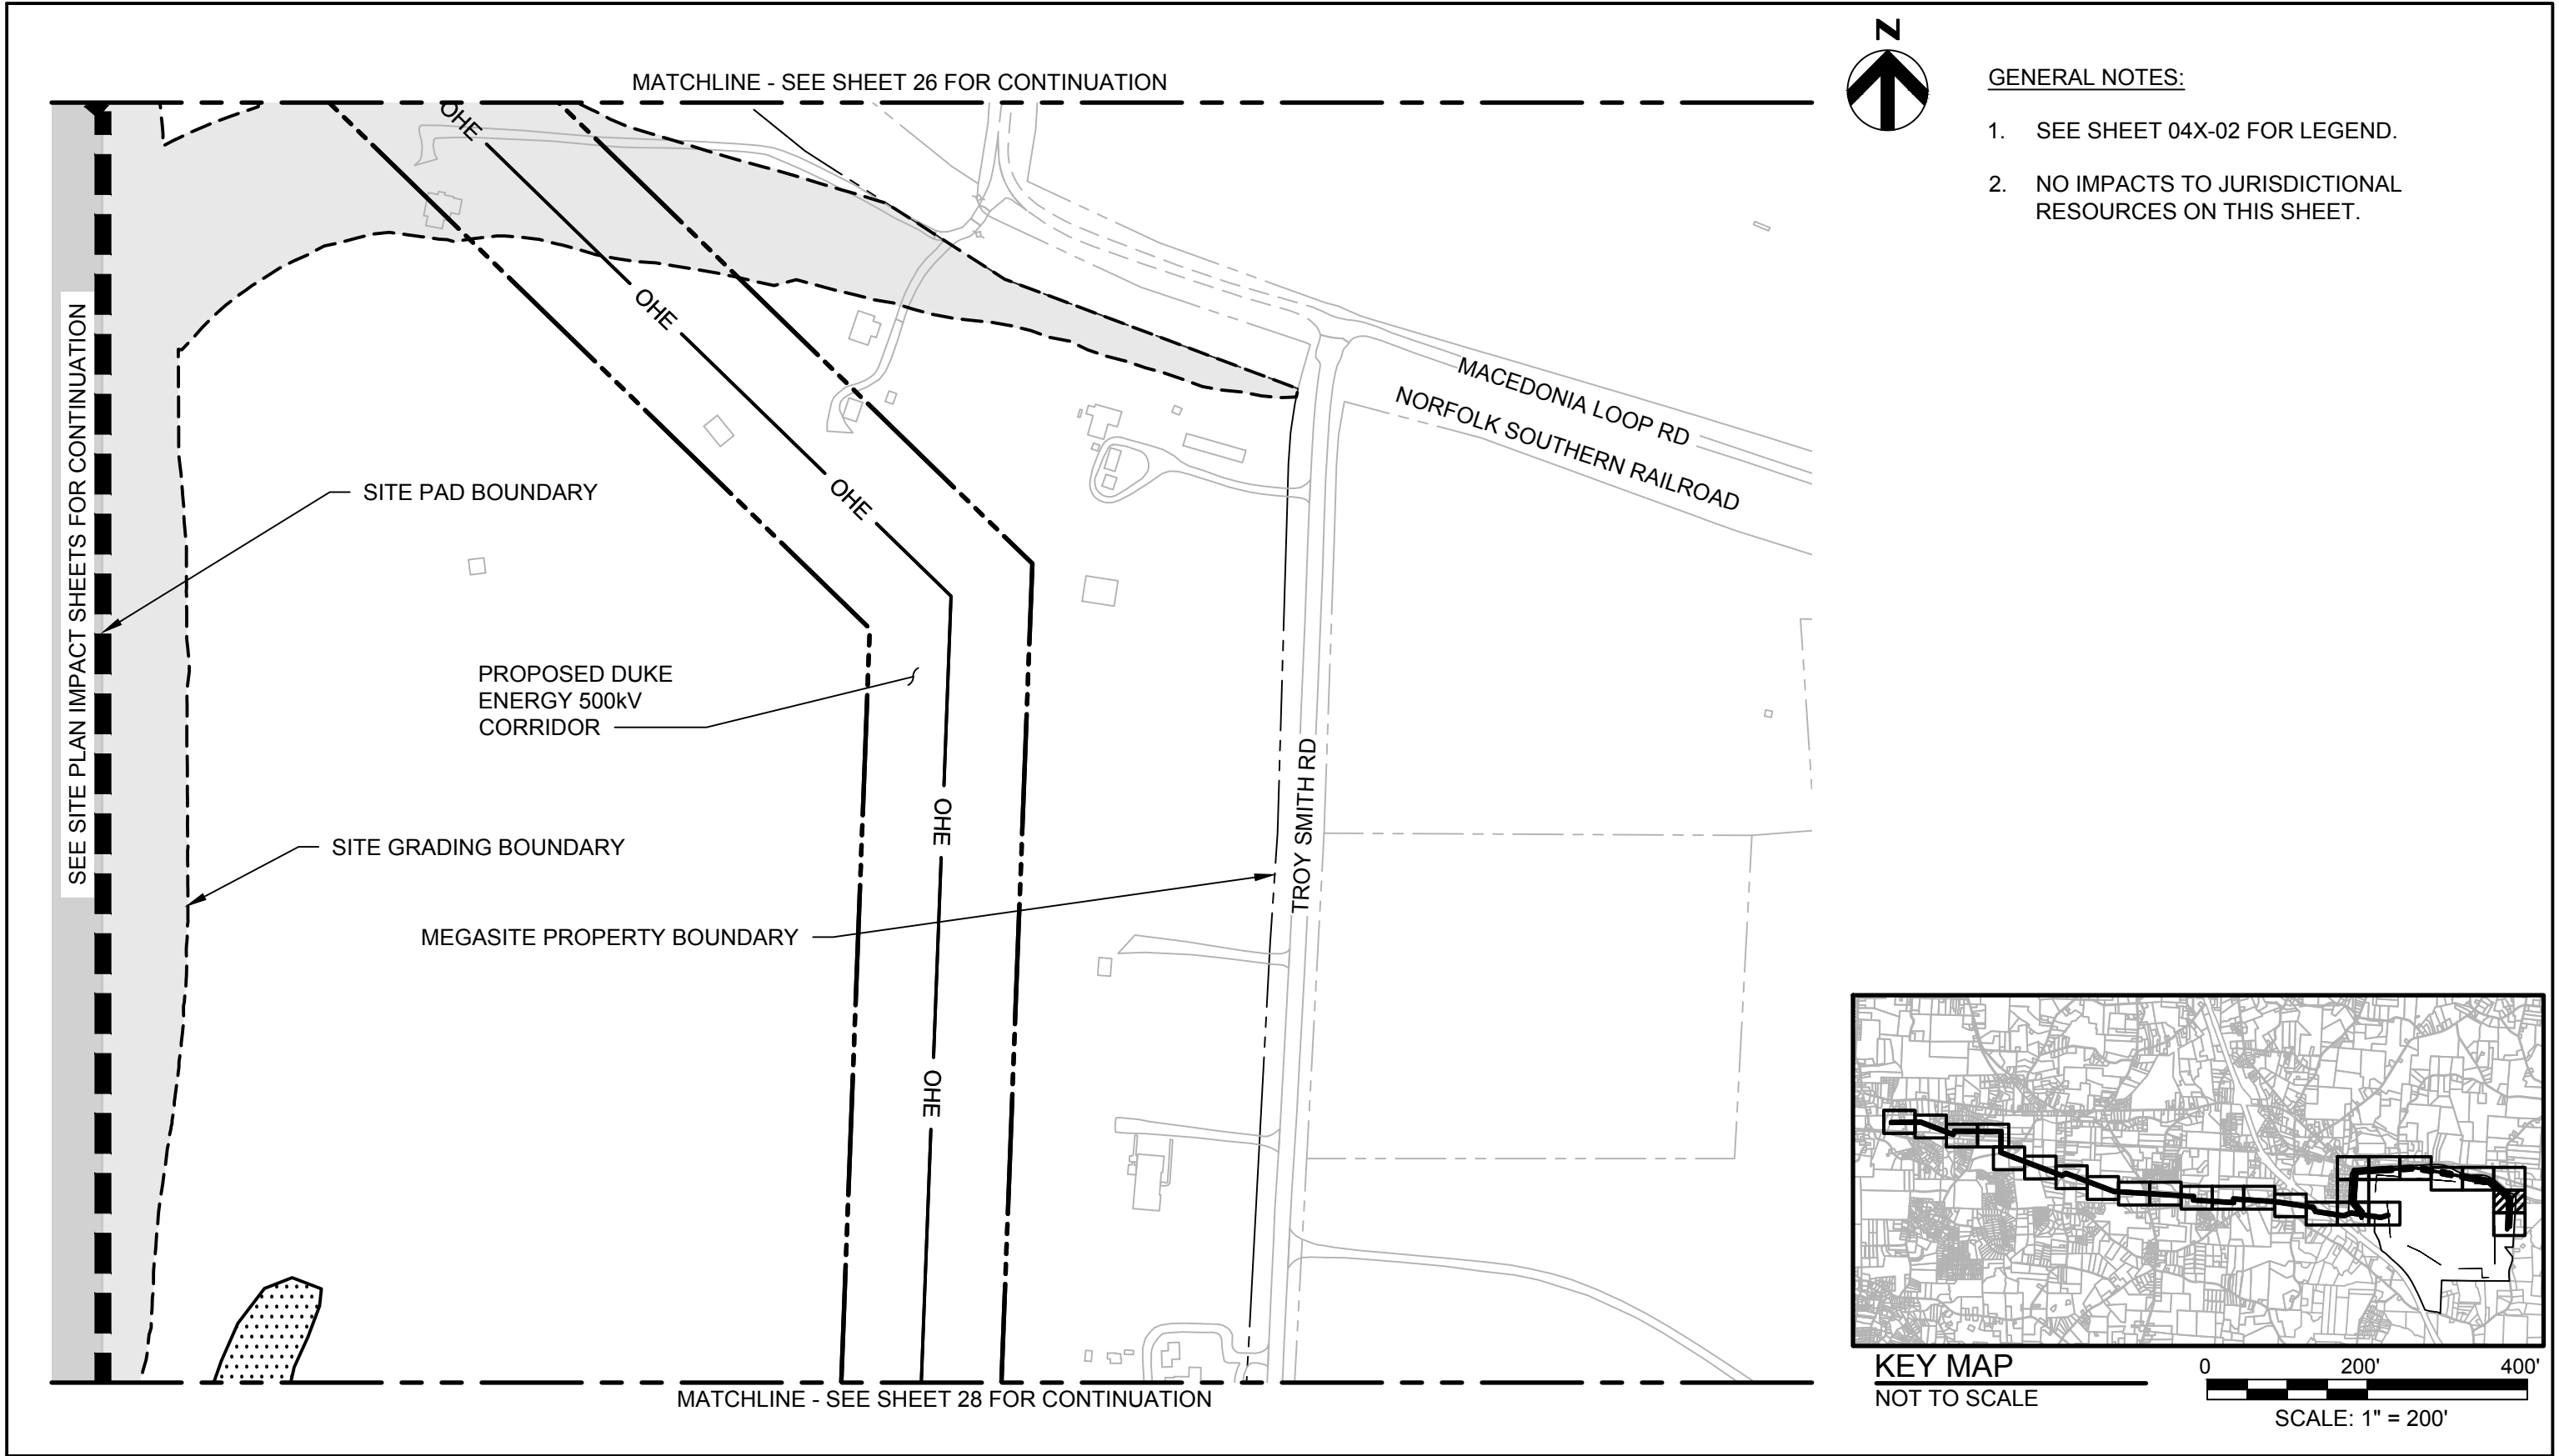 MATCHLINE - SEE SHEET 26 FOR CONTINUATION
N
GENERAL NOTES:
1. SEE SHEET 04X-02 FOR LEGEND.
2. NO IMPACTS TO JURISDICTIONAL
RESOURCES ON THIS SHEET.
OHE
OHE
OHE
OHE
OHE
SEE SITE PLAN IMPACT SHEETS FOR CONTINUATION
SITE PAD BOUNDARY
MACEDONIA LOOP RD
NORFOLK SOUTHERN RAILROAD
PROPOSED DUKE
ENERGY 500kV
CORRIDOR
TROY SMITH RD
SITE GRADING BOUNDARY
MEGASITE PROPERTY BOUNDARY
MATCHLINE - SEE SHEET 28 FOR CONTINUATION
KEY MAP
NOT TO SCALE
0 200' 400'
SCALE: 1" = 200'